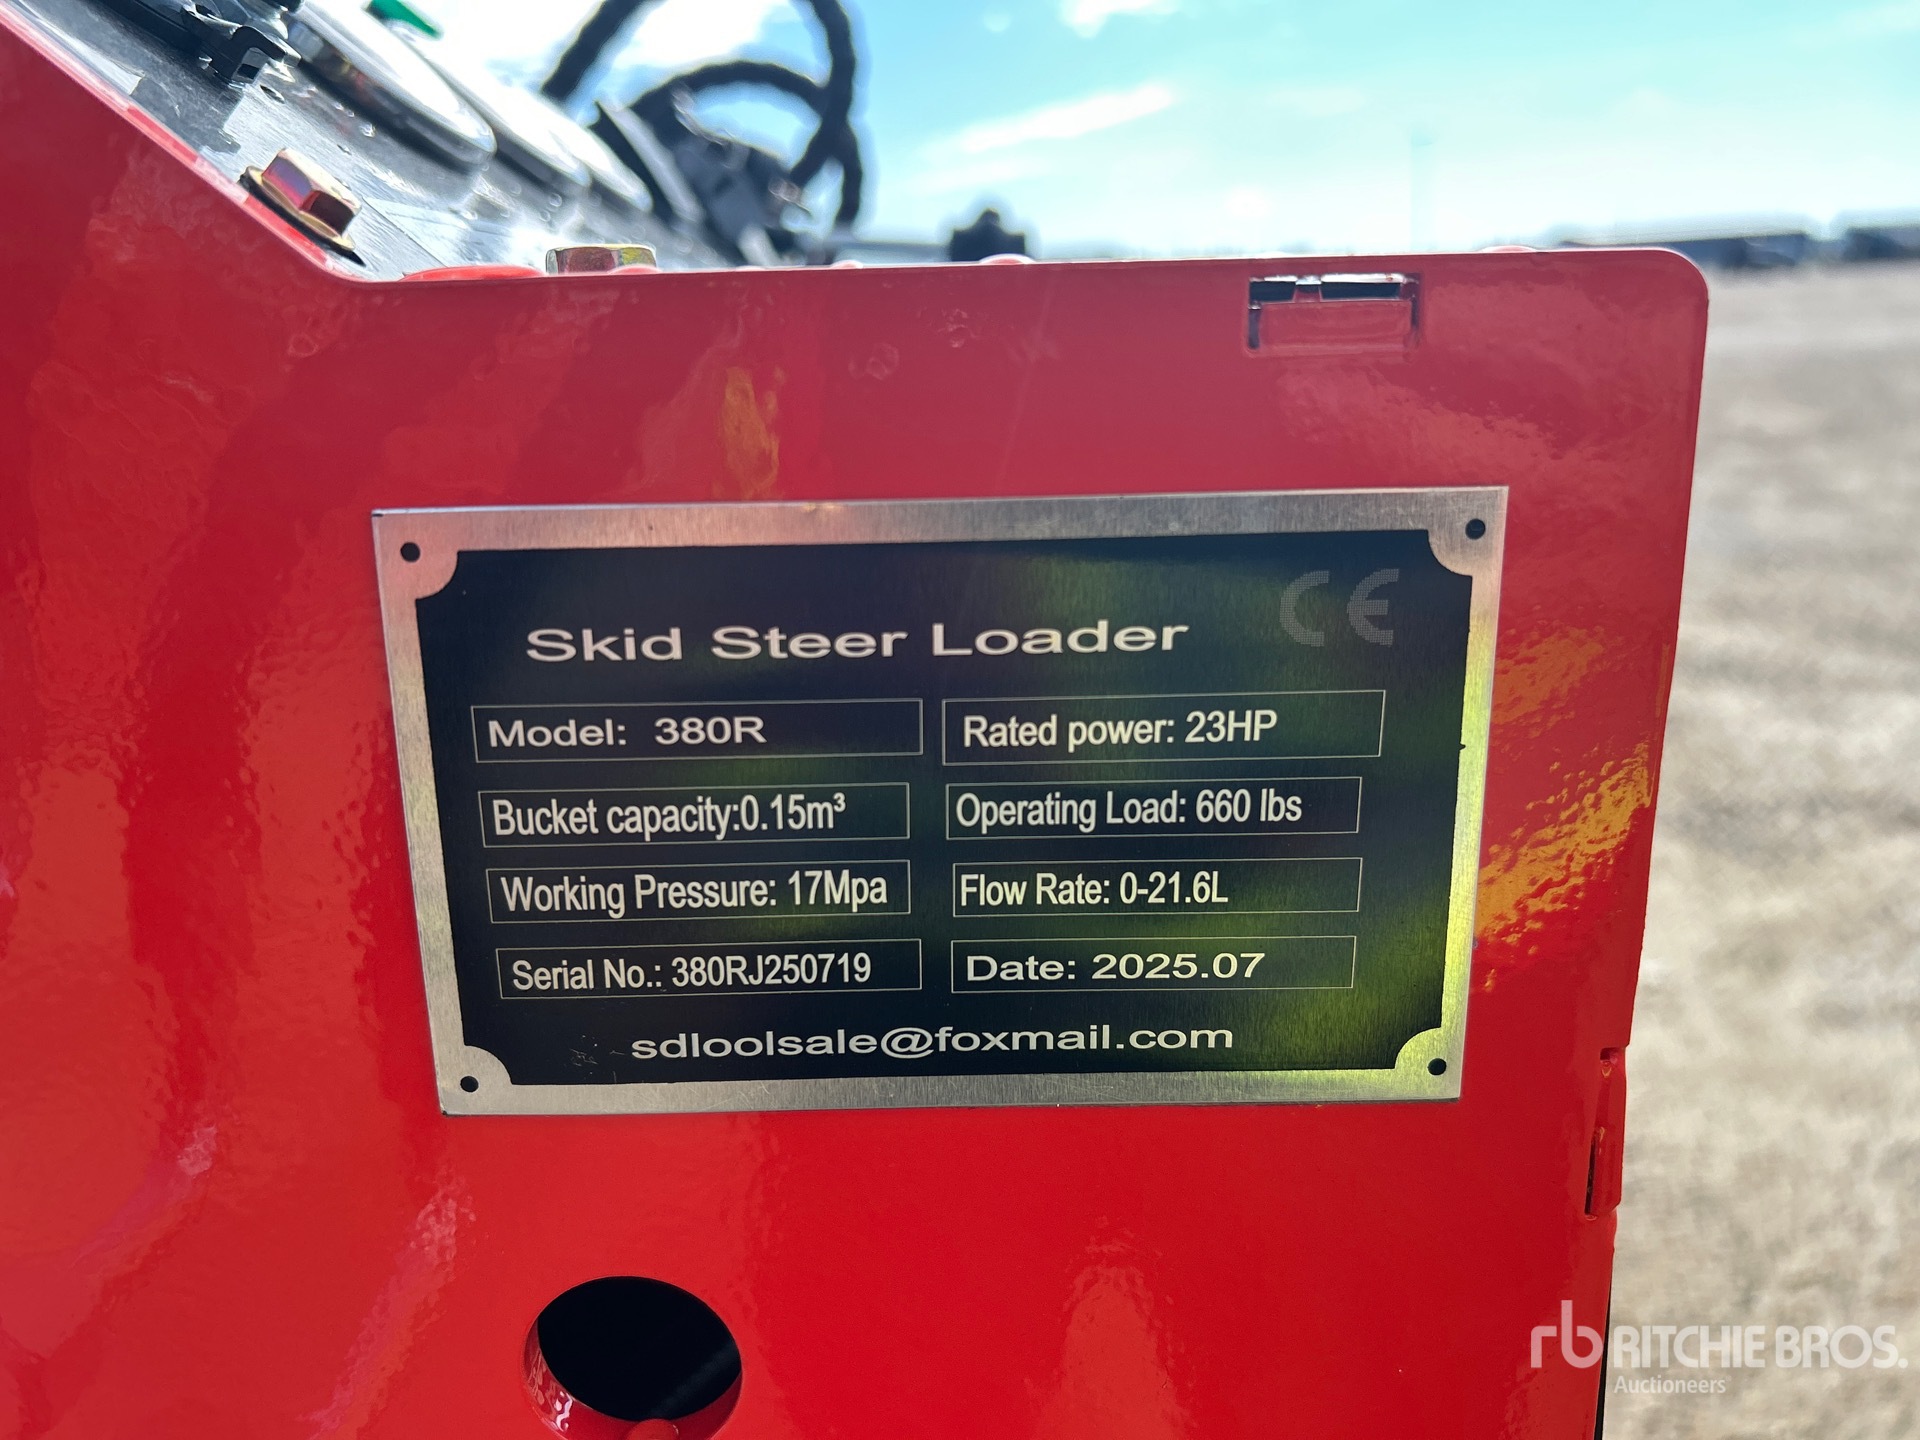 CE
Skid Steer Loader
Model: 380R
Rated power: 23HP
Bucket capacity:0.15m³
Operating Load: 660 lbs
Working Pressure: 17Mpa
Flow Rate: 0-21.6L
Serial No.: 380RJ250719
Date: 2025.07
sdloolsale@foxmail.com
rb RITCHIE BROS.
Auctioneers